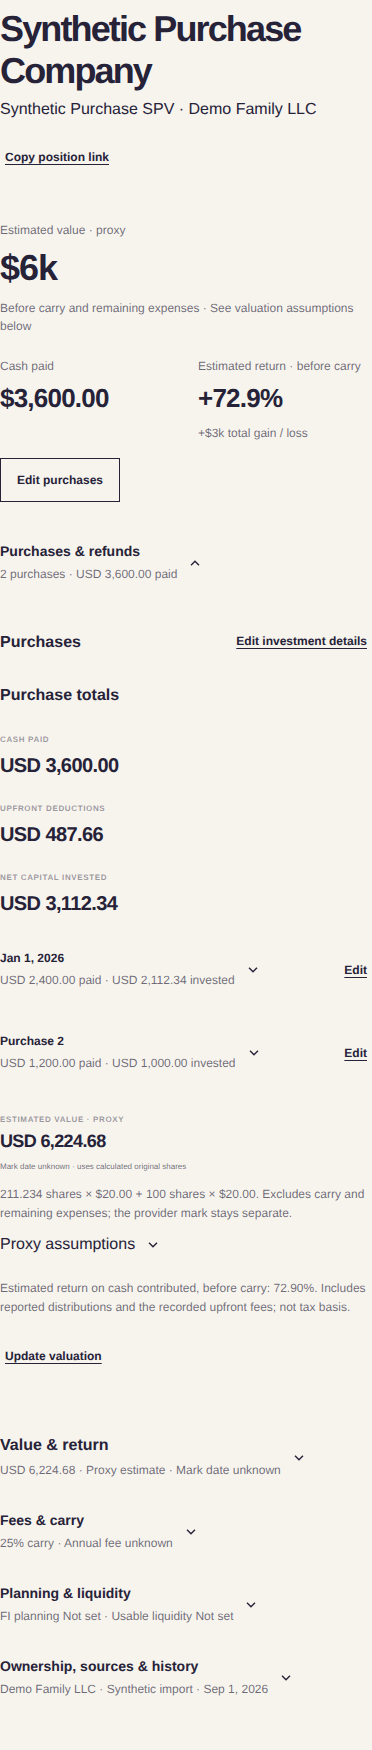 Synthetic Purchase
Company
Synthetic Purchase SPV · Demo Family LLC
Copy position link
Estimated value · proxy
$6k
Before carry and remaining expenses · See valuation assumptions
below
Cash paid
Estimated return · before carry
$3,600.00
+72.9%
+$3k total gain / loss
Edit purchases
Purchases & refunds
2 purchases · USD 3,600.00 paid
Purchases
Edit investment details
Purchase totals
CASH PAID
USD 3,600.00
UPFRONT DEDUCTIONS
USD 487.66
NET CAPITAL INVESTED
USD 3,112.34
Jan 1, 2026
USD 2,400.00 paid · USD 2,112.34 invested
Edit
Purchase 2
USD 1,200.00 paid · USD 1,000.00 invested
Edit
ESTIMATED VALUE · PROXY
USD 6,224.68
Mark date unknown · uses calculated original shares
211.234 shares × $20.00 + 100 shares × $20.00. Excludes carry and
remaining expenses; the provider mark stays separate.
Proxy assumptions
Estimated return on cash contributed, before carry: 72.90%. Includes
reported distributions and the recorded upfront fees; not tax basis.
Update valuation
Value & return
USD 6,224.68 · Proxy estimate · Mark date unknown
Fees & carry
25% carry · Annual fee unknown
Planning & liquidity
FI planning Not set · Usable liquidity Not set
Ownership, sources & history
Demo Family LLC · Synthetic import · Sep 1, 2026